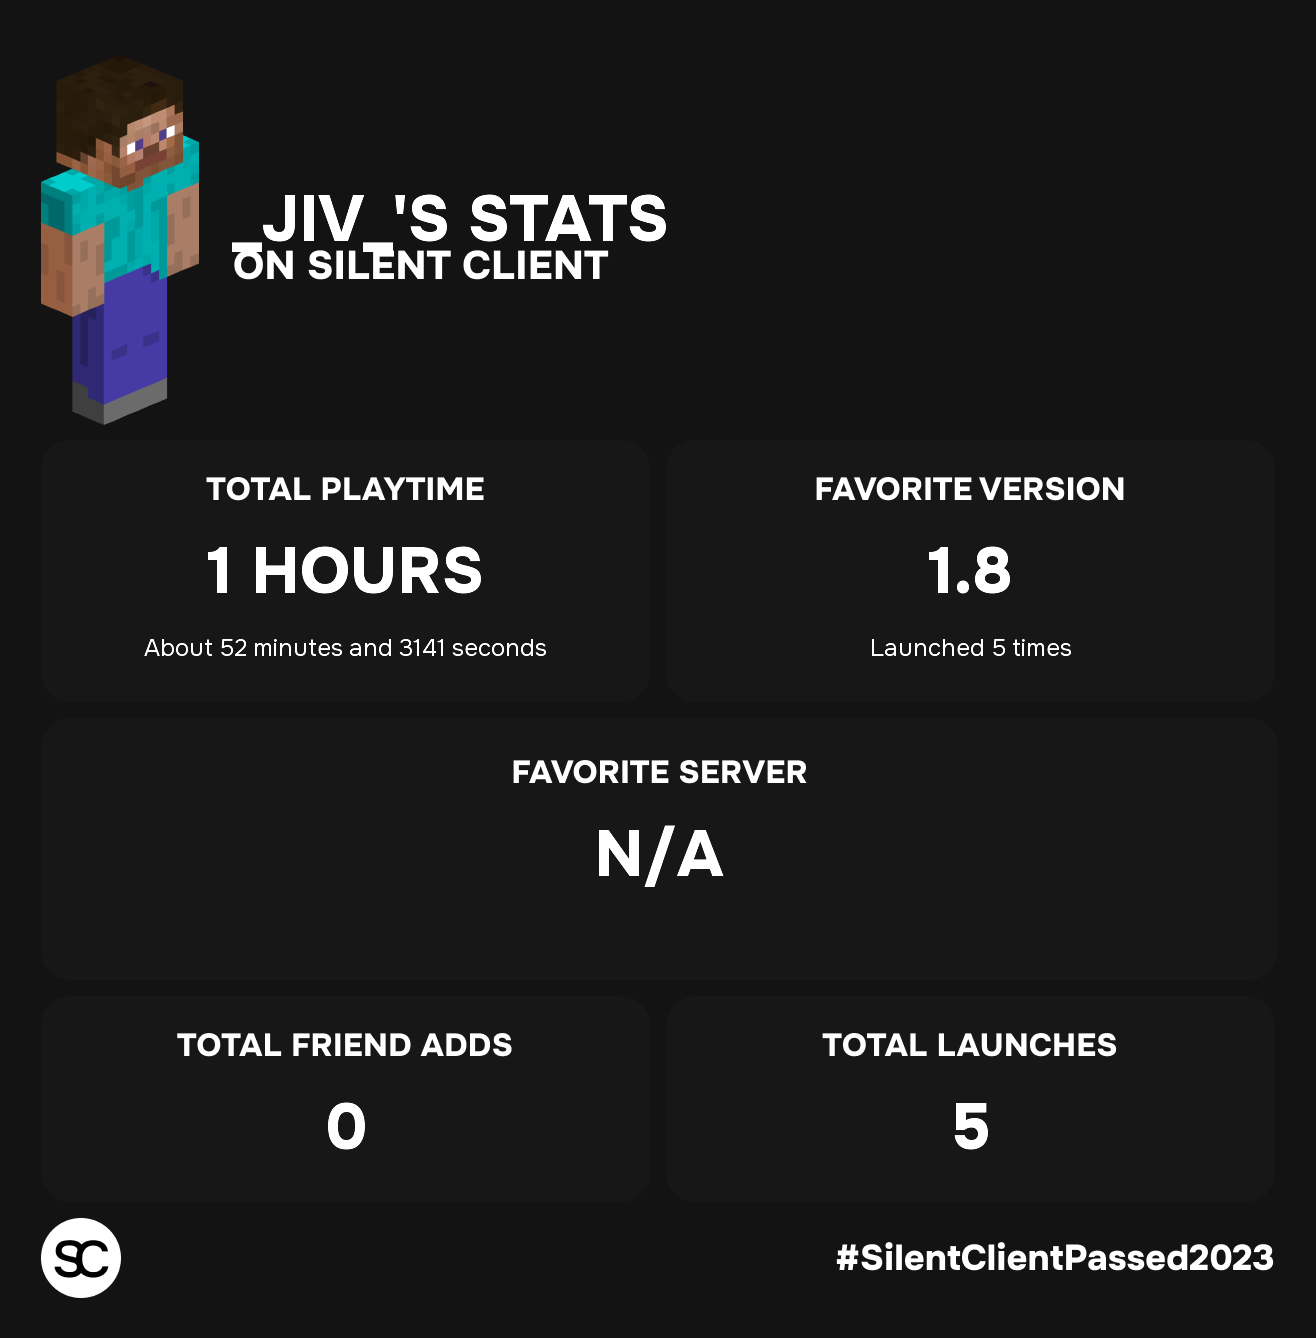 _JIV_'S STATS
ON SILENT CLIENT
TOTAL PLAYTIME
1 HOURS
About 52 minutes and 3141 seconds
FAVORITE VERSION
1.8
Launched 5 times
FAVORITE SERVER
N/A
TOTAL FRIEND ADDS
0
TOTAL LAUNCHES
5
SC
#SilentClientPassed2023